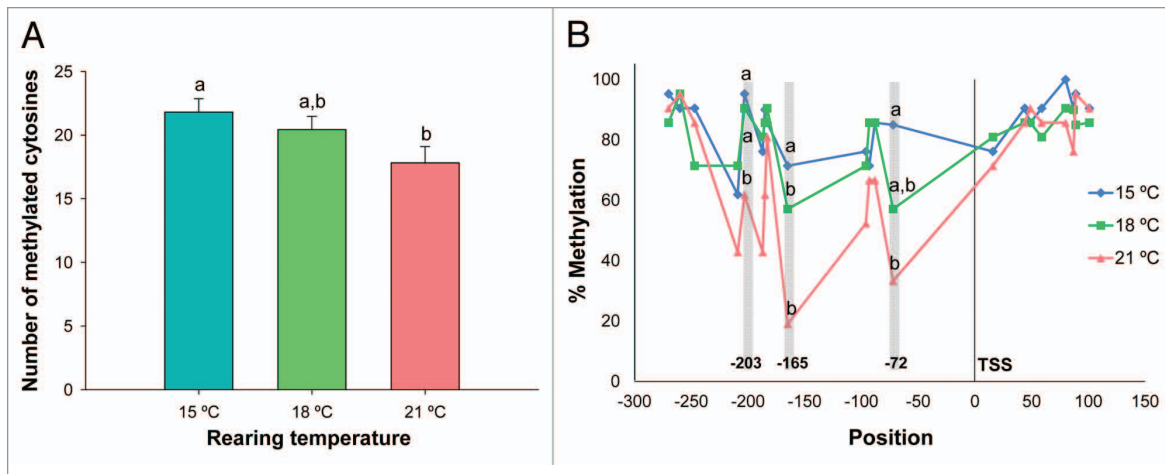 A
Number of methylated cytosines
25
20
15
10
5
0
a
a,b
b
15 ºC
18 ºC
21 ºC
Rearing temperature
B
% Methylation
100
80
60
40
20
0
a
a
b
a
b
b
a
a,b
b
-203
-165
-72
TSS
15 ºC
18 ºC
21 ºC
-300
-250
-200
-150
-100
-50
0
50
100
150
Position